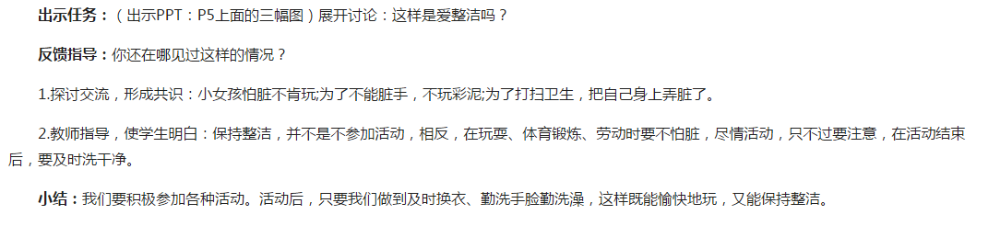 出示任务：（出示PPT：P5上面的三幅图）展开讨论：这样是爱整洁吗？
反馈指导：你还在哪见过这样的情况？
1.探讨交流，形成共识：小女孩怕脏不肯玩;为了不能脏手，不玩彩泥;为了打扫卫生，把自己身上弄脏了。
2.教师指导，使学生明白：保持整洁，并不是不参加活动，相反，在玩耍、体育锻炼、劳动时要不怕脏，尽情活动，只不过要注意，在活动结束
后，要及时洗干净。
小结：我们要积极参加各种活动。活动后，只要我们做到及时换衣、勤洗手脸勤洗澡，这样既能愉快地玩，又能保持整洁。